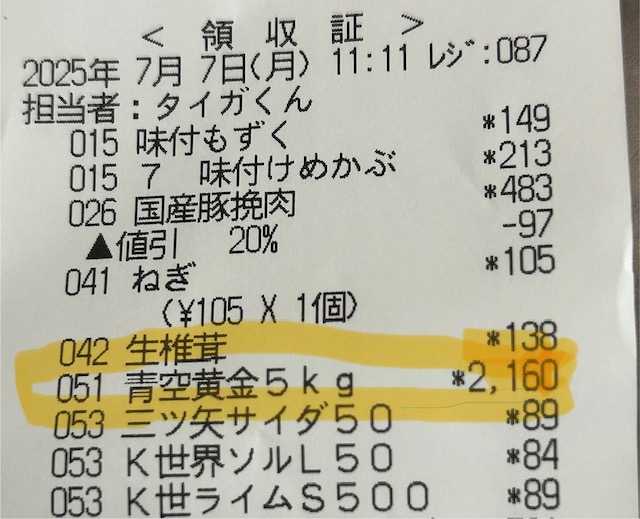 < 領 収 証 >
2025年 7月 7日(月) 11:11 レジ:087
担当者:タイガくん
015 味付もずく *149
015 7 味付けめかぶ *213
026 国産豚挽肉 *483
▲値引 20% -97
041 ねぎ *105
(¥105 X 1個)
042 生椎茸 *138
051 青空黄金5kg *2,160
053 三ツ矢サイダ50 *89
053 K世界ソルL50 *84
053 K世ライムS500 *89